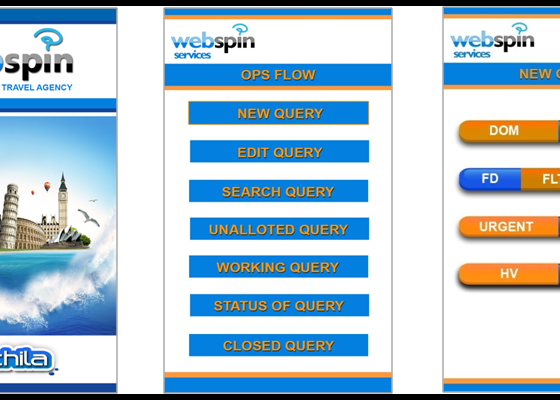 spin
TRAVEL AGENCY
chila
webspin
services
OPS FLOW
NEW QUERY
EDIT QUERY
SEARCH QUERY
UNALLOTED QUERY
WORKING QUERY
STATUS OF QUERY
CLOSED QUERY
webspin
services
NEW
DOM
FD
FLT
URGENT
HV